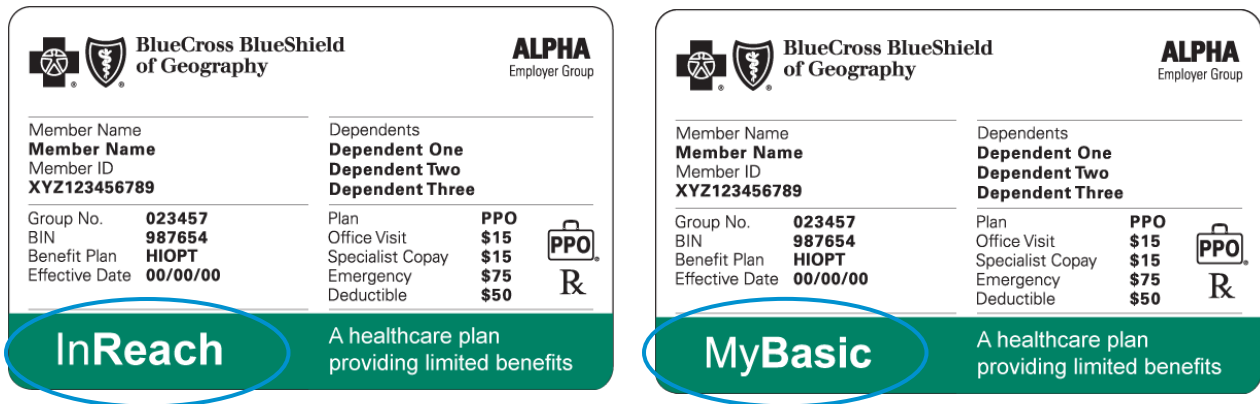 BlueCross BlueShield
of Geography
ALPHA
Employer Group
Member Name
Member Name
Member ID
XYZ123456789
Dependents
Dependent One
Dependent Two
Dependent Three
Group No. 023457
BIN 987654
Benefit Plan HIOPT
Effective Date 00/00/00
Plan PPO
Office Visit $15
Specialist Copay $15
Emergency $75
Deductible $50
PPO
Rx
InReach
A healthcare plan
providing limited benefits
BlueCross BlueShield
of Geography
ALPHA
Employer Group
Member Name
Member Name
Member ID
XYZ123456789
Dependents
Dependent One
Dependent Two
Dependent Three
Group No. 023457
BIN 987654
Benefit Plan HIOPT
Effective Date 00/00/00
Plan PPO
Office Visit $15
Specialist Copay $15
Emergency $75
Deductible $50
PPO
Rx
MyBasic
A healthcare plan
providing limited benefits